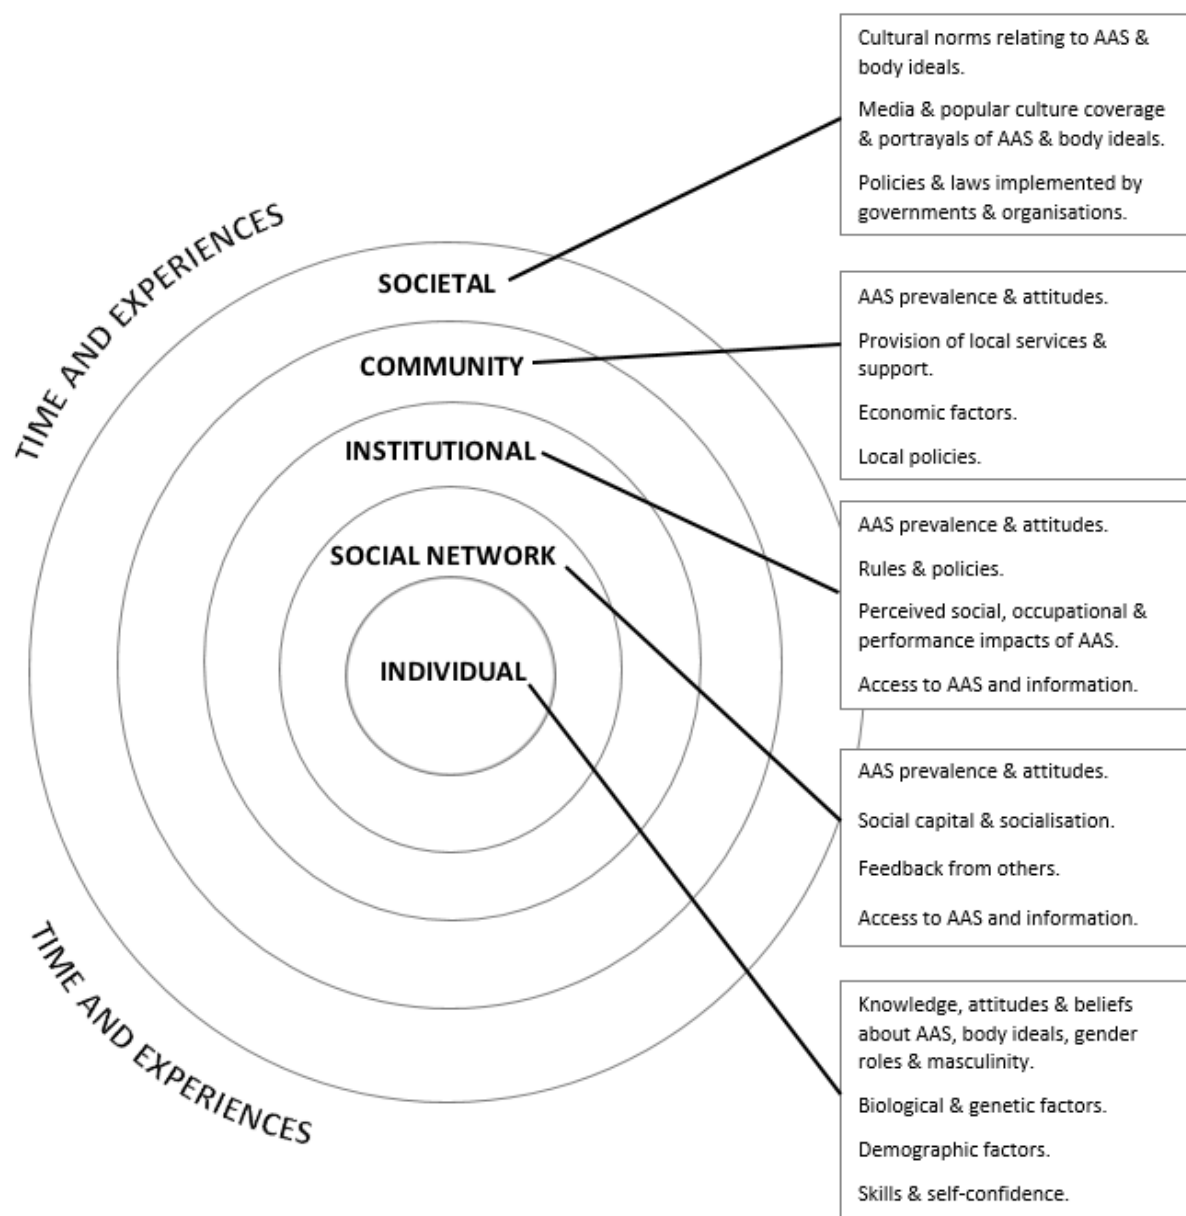 TIME AND EXPERIENCES
SOCIETAL
COMMUNITY
INSTITUTIONAL
SOCIAL NETWORK
INDIVIDUAL
TIME AND EXPERIENCES
Cultural norms relating to AAS &
body ideals.
Media & popular culture coverage
& portrayals of AAS & body ideals.
Policies & laws implemented by
governments & organisations.
AAS prevalence & attitudes.
Provision of local services &
support.
Economic factors.
Local policies.
AAS prevalence & attitudes.
Rules & policies.
Perceived social, occupational &
performance impacts of AAS.
Access to AAS and information.
AAS prevalence & attitudes.
Social capital & socialisation.
Feedback from others.
Access to AAS and information.
Knowledge, attitudes & beliefs
about AAS, body ideals, gender
roles & masculinity.
Biological & genetic factors.
Demographic factors.
Skills & self-confidence.